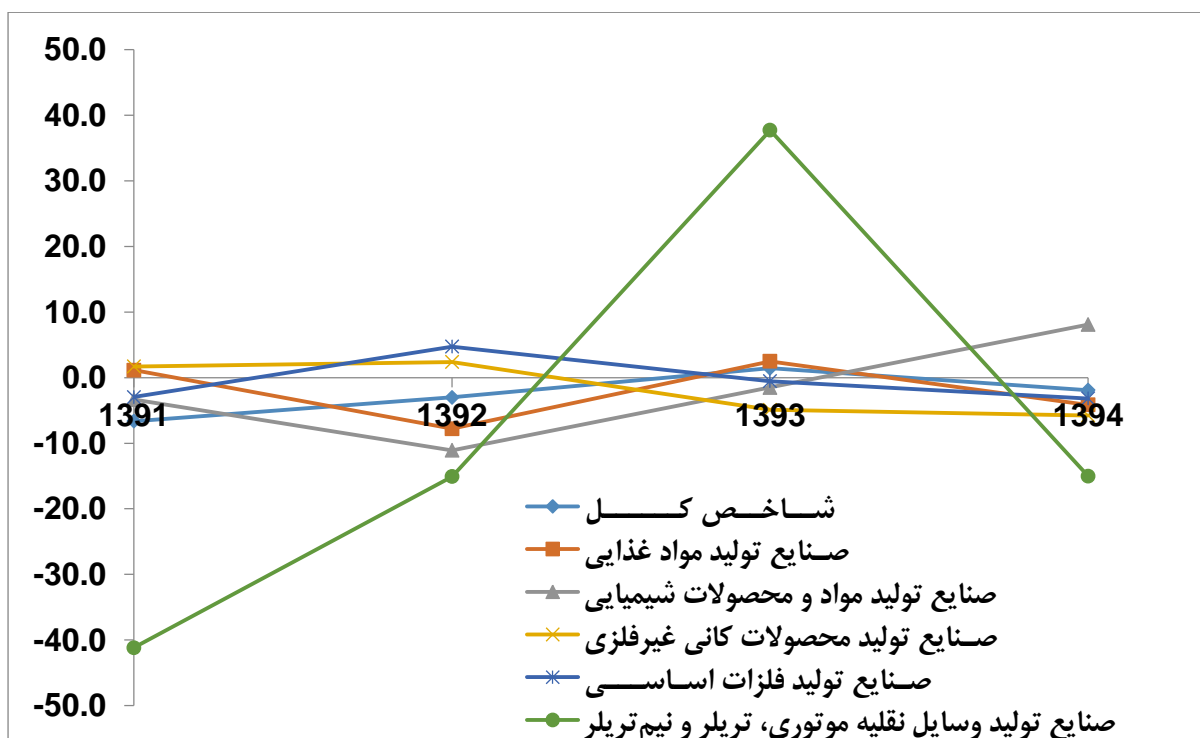 50.0
40.0
30.0
20.0
10.0
0.0
-10.0
-20.0
-30.0
-40.0
-50.0
1391 1392 1393 1394
شـــاخـــص کـــــــل
صـنایع تولید مواد غذایی
صنایع تولید مواد و محصولات شیمیایی
صـنایع تولید محصولات کانی غیرفلزی
صـنایع تولید فلزات اسـاســـــی
صنایع تولید وسایل نقلیه موتوری، تریلر و نیم‌تریلر